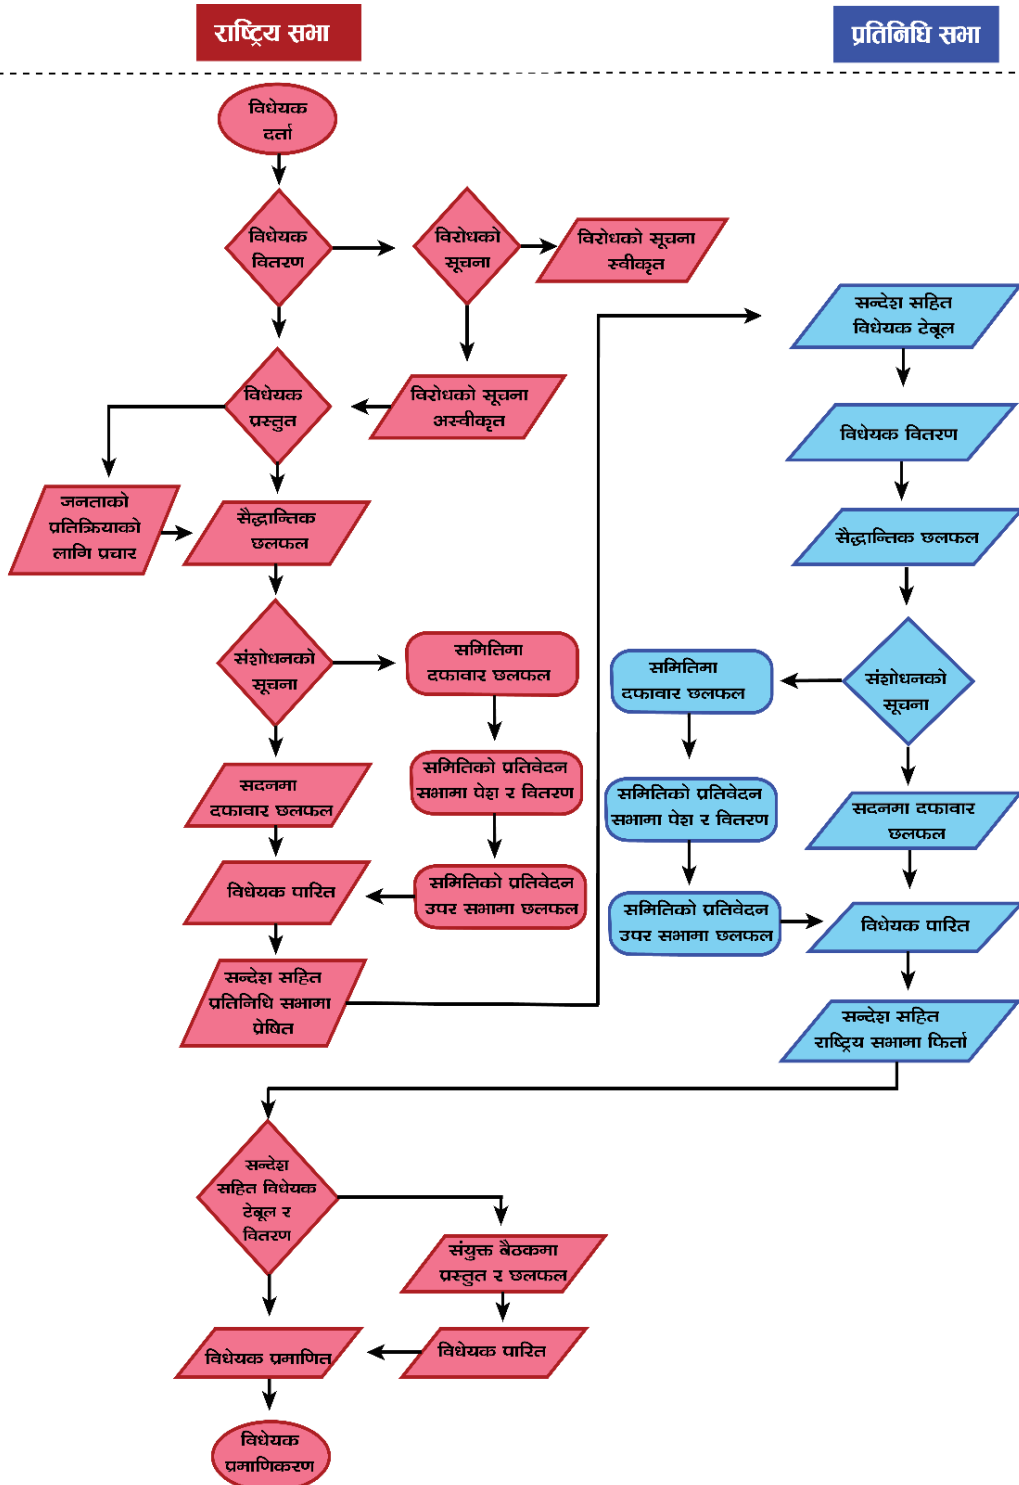 राष्ट्रिय सभा
प्रतिनिधि सभा
विधेयक
दर्ता
विधेयक
वितरण
विरोधको
सूचना
विरोधको सूचना
स्वीकृत
विधेयक
प्रस्तुत
विरोधको सूचना
अस्वीकृत
जनताको
प्रतिक्रियाको
लागि प्रचार
सैद्धान्तिक
छलफल
संशोधनको
सूचना
समितिमा
दफावार छलफल
सदनमा
दफावार छलफल
समितिको प्रतिवेदन
सभामा पेश र वितरण
विधेयक पारित
समितिको प्रतिवेदन
उपर सभामा छलफल
सन्देश सहित
प्रतिनिधि सभामा
प्रेषित
सन्देश सहित
विधेयक टेबूल
विधेयक वितरण
सैद्धान्तिक छलफल
संशोधनको
सूचना
समितिमा
दफावार छलफल
समितिको प्रतिवेदन
सभामा पेश र वितरण
सदनमा दफावार
छलफल
समितिको प्रतिवेदन
उपर सभामा छलफल
विधेयक पारित
सन्देश सहित
राष्ट्रिय सभामा फिर्ता
सन्देश
सहित विधेयक
टेबूल र
वितरण
संयुक्त बैठकमा
प्रस्तुत र छलफल
विधेयक पारित
विधेयक प्रमाणित
विधेयक
प्रमाणिकरण